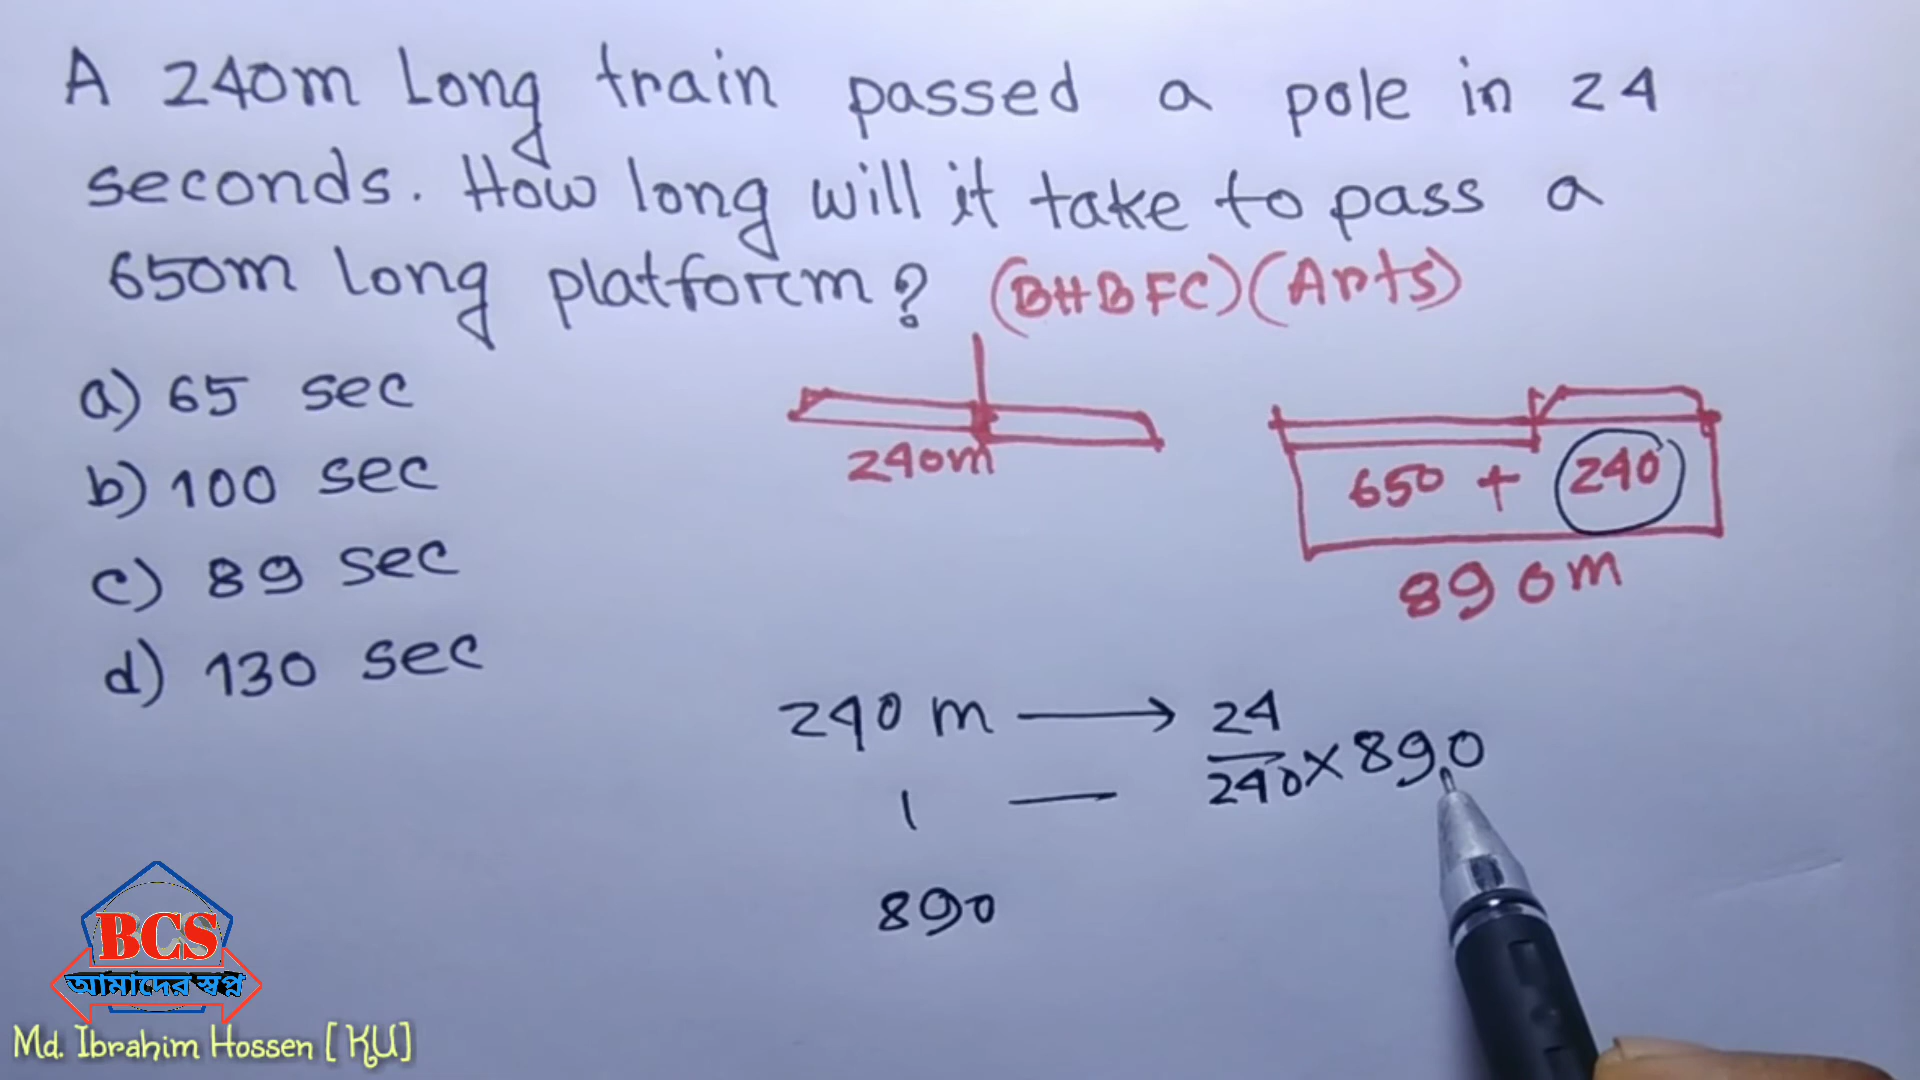 A 240m Long train passed a pole in 24
seconds. How long will it take to pass a
650m long platform? (BHBFC) (Arts)
a) 65 sec
b) 100 sec
c) 89 sec
d) 130 sec
240m
650 + 240
890m
240 m → 24
1 — 24/240 × 890
890
BCS
আমাদের স্বপ্ন
Md. Ibrahim Hossen [ KU]